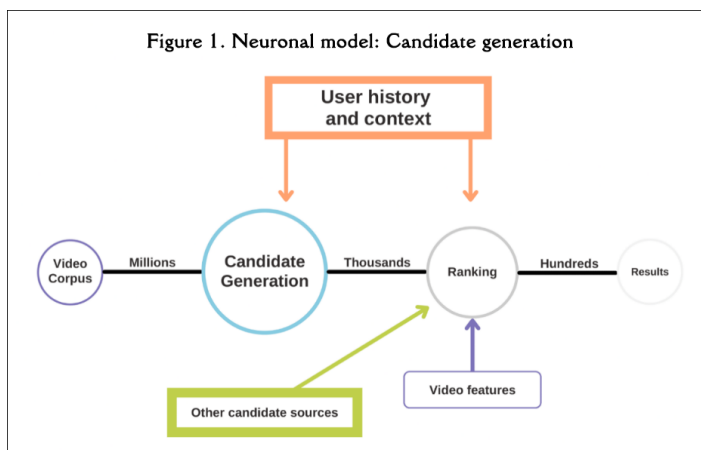 Figure 1. Neuronal model: Candidate generation
User history
and context
Video
Corpus
Millions
Candidate
Generation
Thousands
Ranking
Hundreds
Results
Other candidate sources
Video features